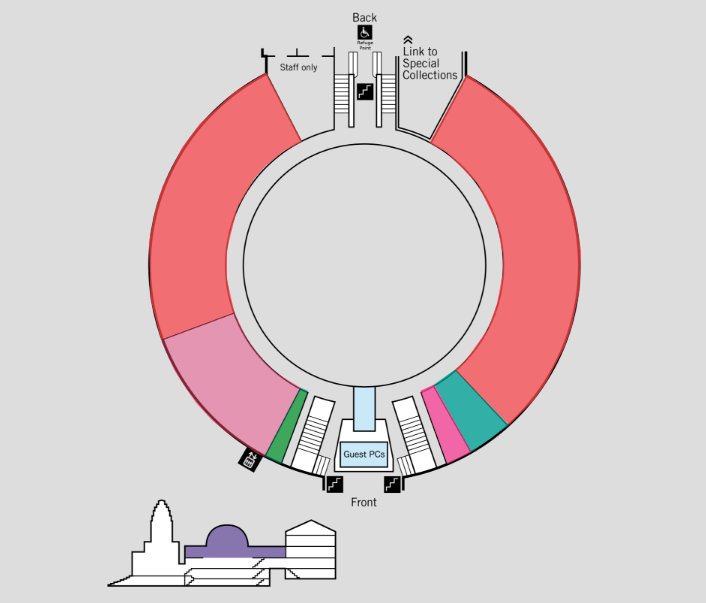 Back
Refuge
Point
Link to
Special
Collections
Staff only
Guest PCs
Front